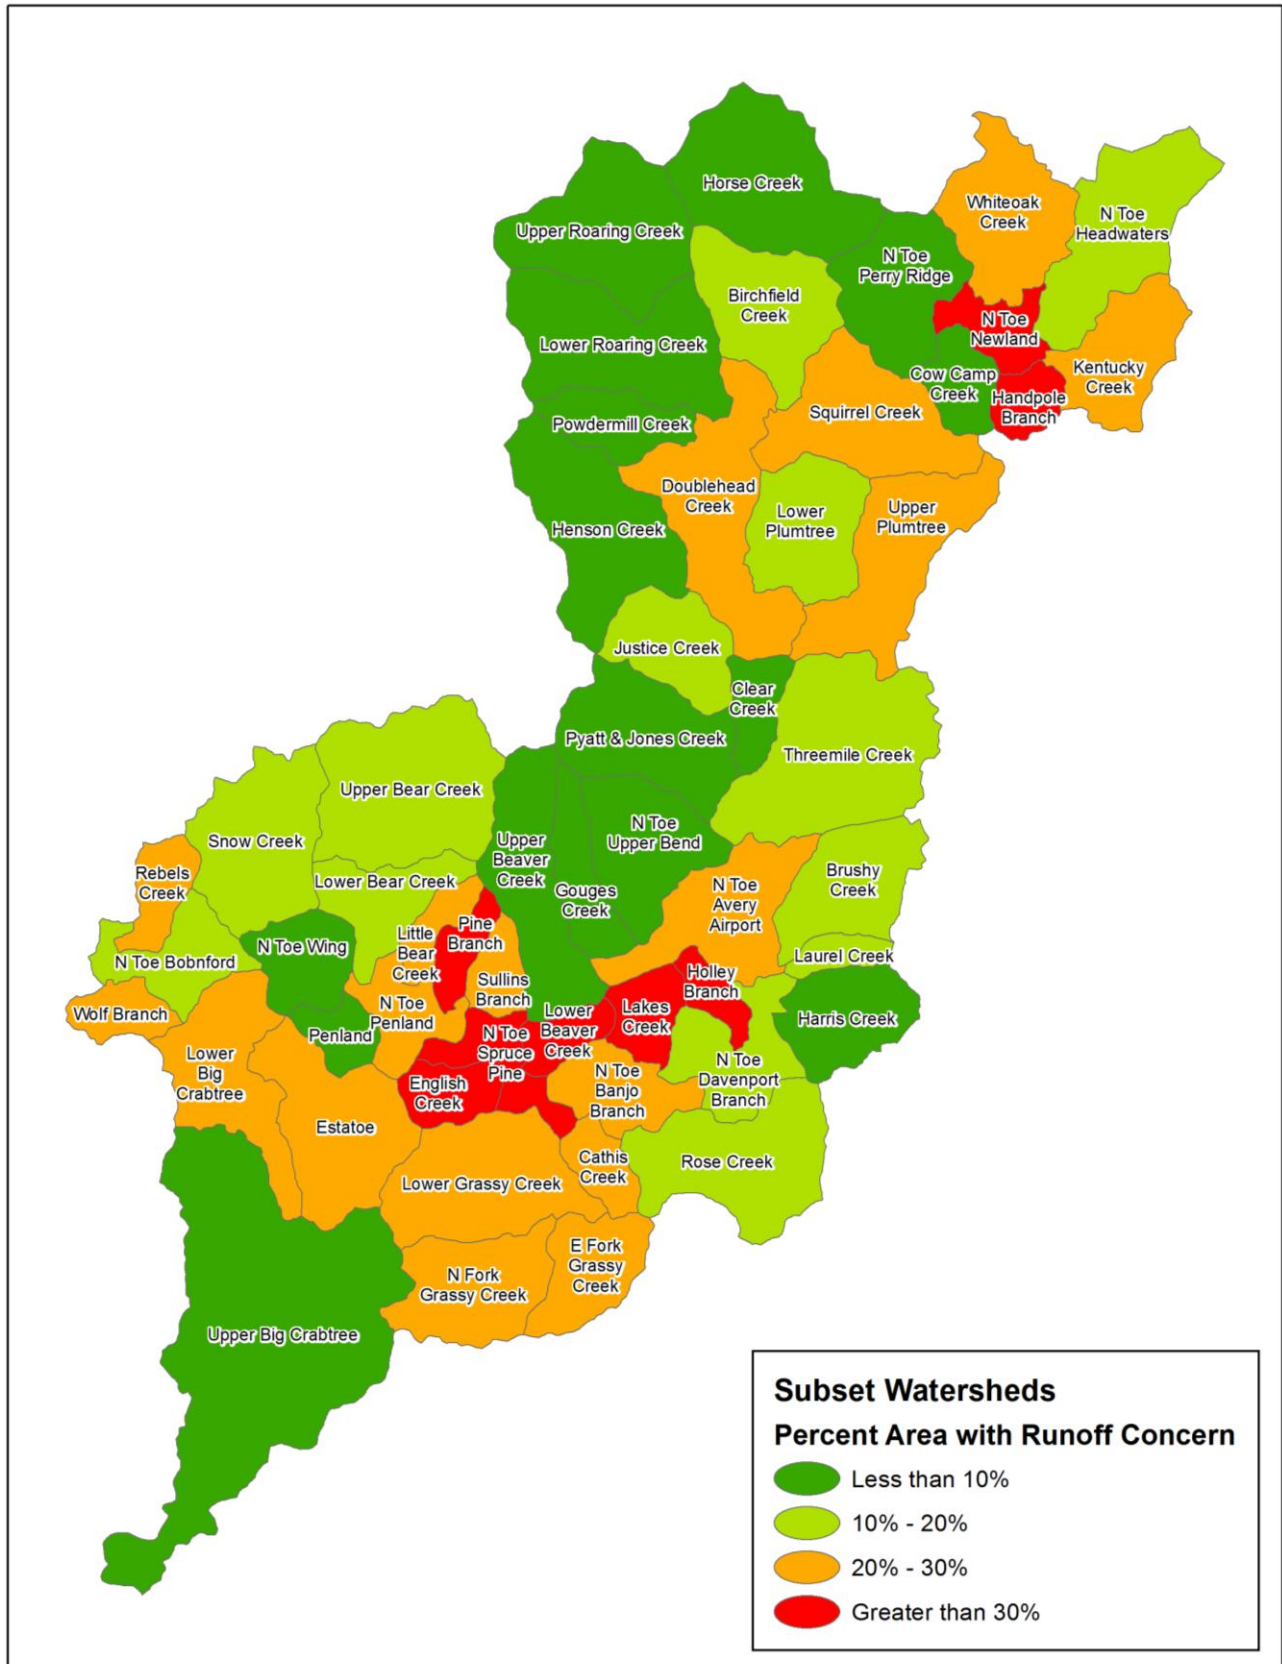 Horse Creek
Whiteoak
Creek
N Toe
Headwaters
Upper Roaring Creek
N Toe
Perry Ridge
Birchfield
Creek
N Toe
Newland
Lower Roaring Creek
Kentucky
Creek
Cow Camp
Creek
Handpole
Branch
Squirrel Creek
Powdermill Creek
Doublehead
Creek
Lower
Plumtree
Upper
Plumtree
Henson Creek
Justice Creek
Clear
Creek
Pyatt & Jones Creek
Threemile Creek
Upper Bear Creek
N Toe
Upper Bend
Snow Creek
Upper
Beaver
Creek
Rebels
Creek
Lower Bear Creek
Gouges
Creek
N Toe
Avery
Airport
Brushy
Creek
Pine
Branch
Little
Bear
Creek
N Toe Wing
N Toe Bobnford
Laurel Creek
Sullins
Branch
Holley
Branch
Wolf Branch
N Toe
Penland
Lakes
Creek
Harris Creek
Penland
Lower
Beaver
Creek
N Toe
Spruce
Pine
Lower
Big
Crabtree
N Toe
Davenport
Branch
N Toe
Banjo
Branch
English
Creek
Estatoe
Cathis
Creek
Rose Creek
Lower Grassy Creek
E Fork
Grassy
Creek
N Fork
Grassy Creek
Upper Big Crabtree
Subset Watersheds
Percent Area with Runoff Concern
Less than 10%
10% - 20%
20% - 30%
Greater than 30%